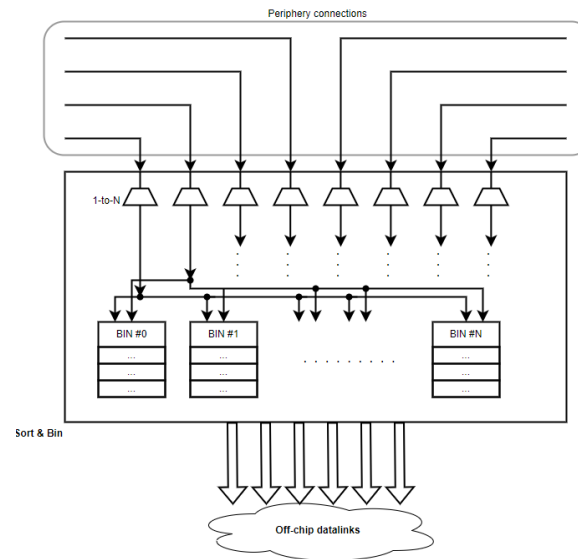 Periphery connections
1-to-N
BIN #0
BIN #1
BIN #N
...
...
...
...
...
...
...
...
...
Sort & Bin
Off-chip datalinks